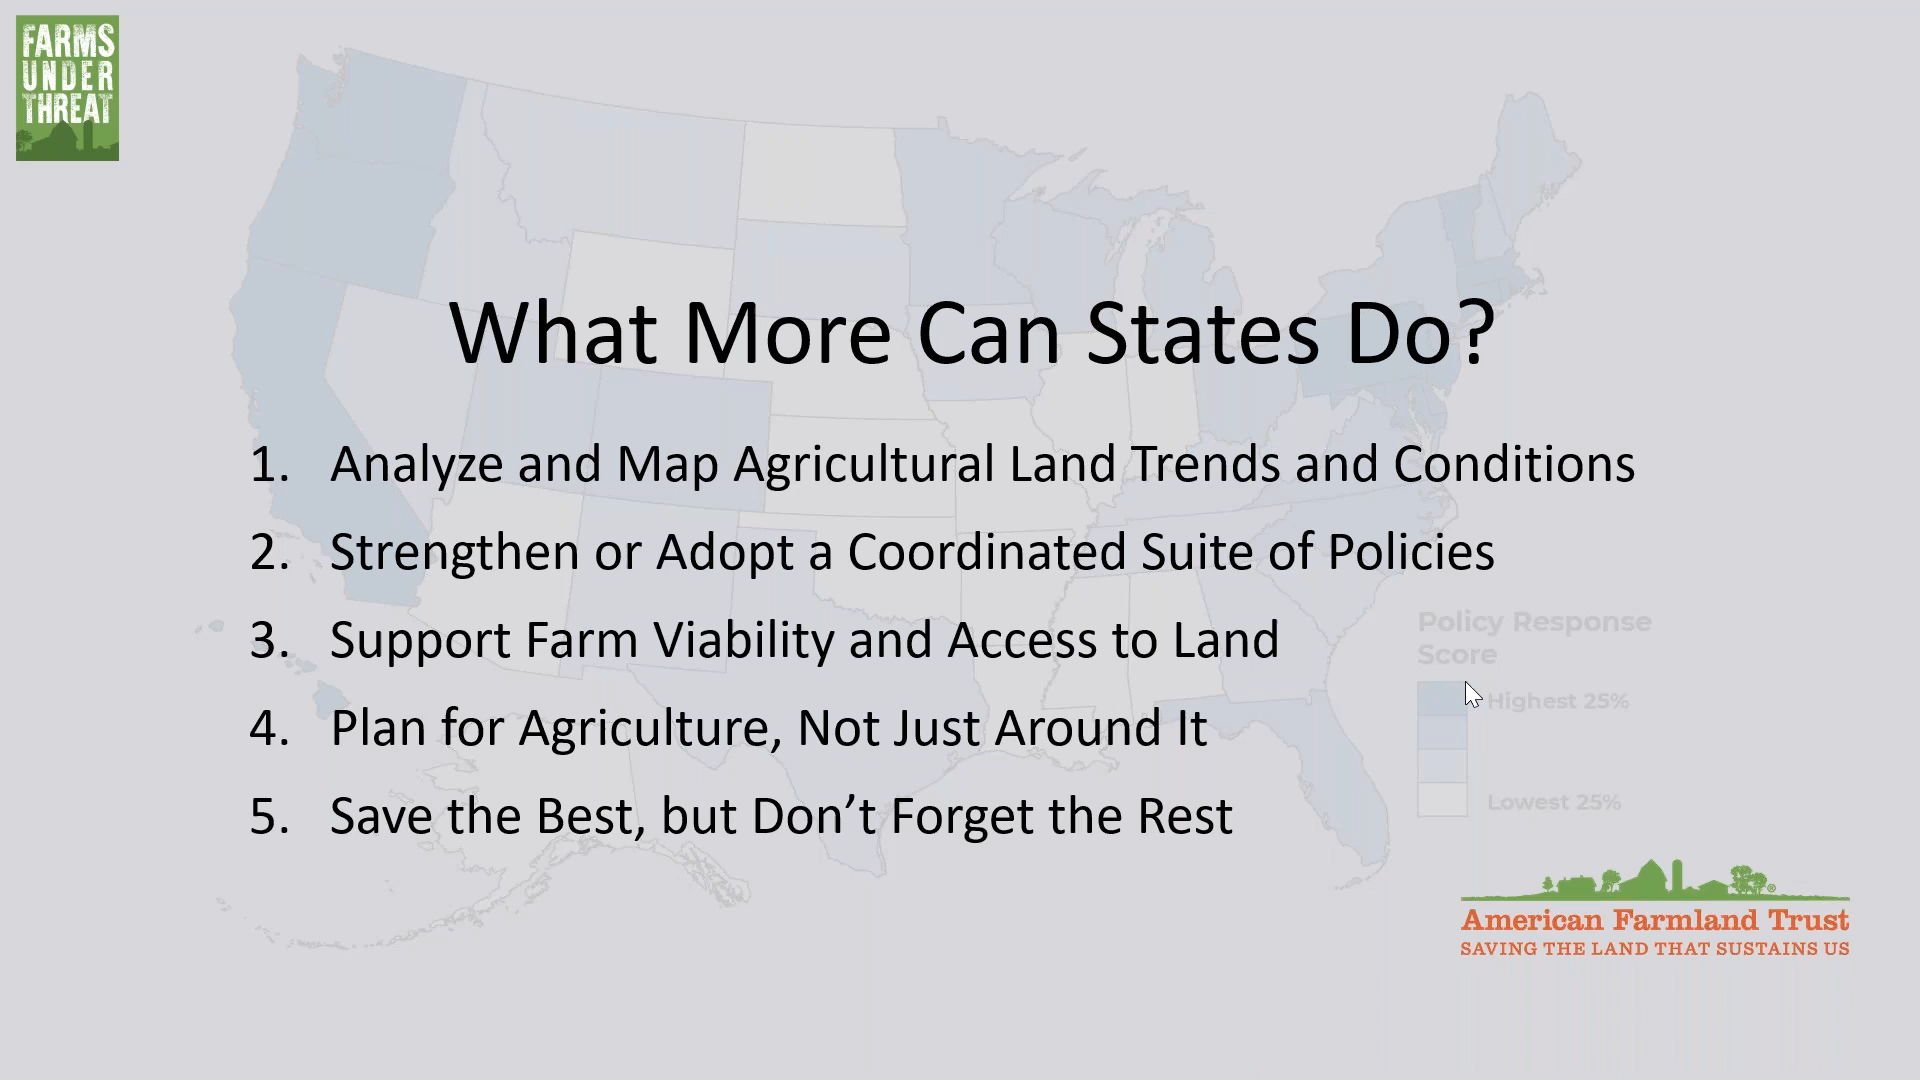 FARMS
UNDER
THREAT
What More Can States Do?
1. Analyze and Map Agricultural Land Trends and Conditions
2. Strengthen or Adopt a Coordinated Suite of Policies
3. Support Farm Viability and Access to Land
4. Plan for Agriculture, Not Just Around It
5. Save the Best, but Don’t Forget the Rest
Policy Response
Score
Highest 25%
Lowest 25%
American Farmland Trust
SAVING THE LAND THAT SUSTAINS US